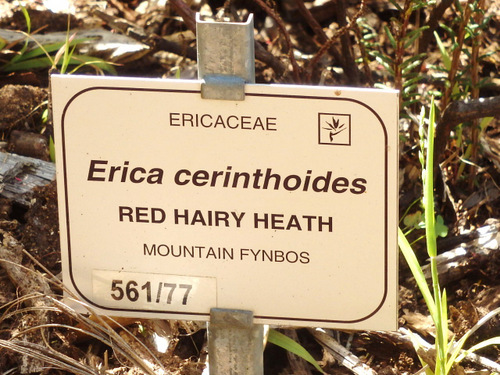 ERICACEAE
Erica cerinthoides
RED HAIRY HEATH
MOUNTAIN FYNBOS
561/77